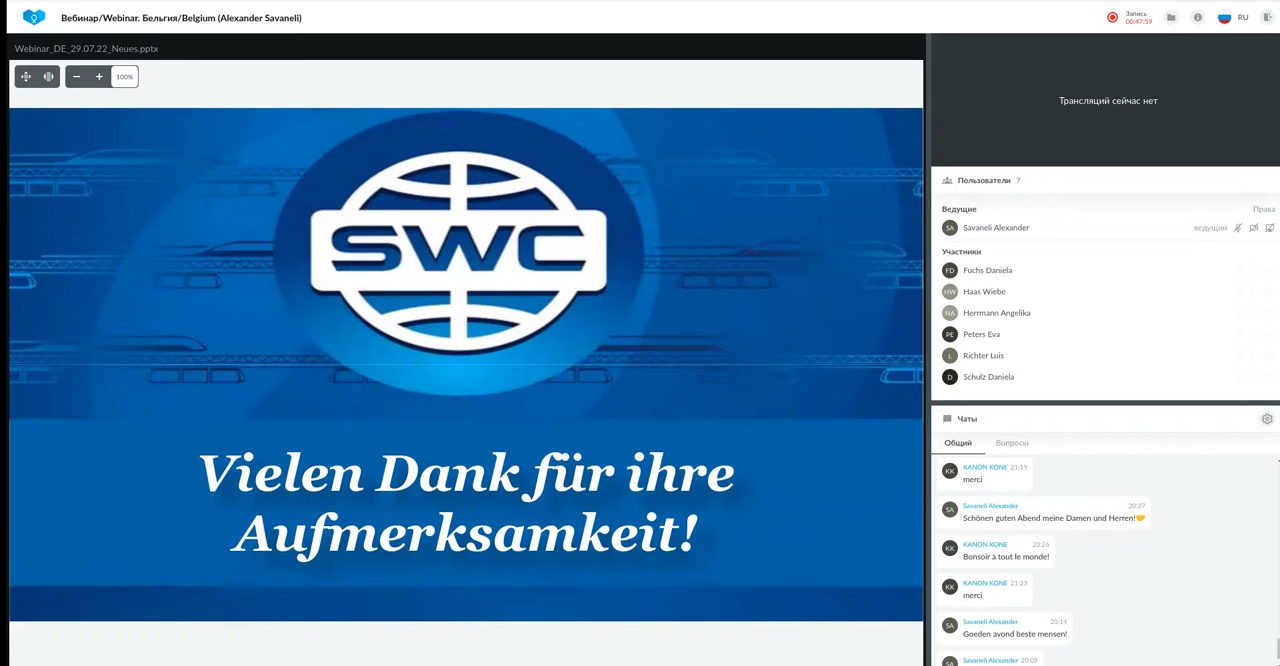 Вебинар/Webinar. Бельгия/Belgium (Alexander Savaneli)
Запись
00:47:59
RU
Webinar_DE_29.07.22_Neues.pptx
100%
SWC
Vielen Dank für ihre
Aufmerksamkeit!
Трансляций сейчас нет
Пользователи 7
Ведущие Права
SA Savaneli Alexander ведущий
Участники
FD Fuchs Daniela
HW Haas Wiebe
HA Herrmann Angelika
PE Peters Eva
L Richter Luis
D Schulz Daniela
Чаты
Общий Вопросы
KK KANON KONE 21:19
merci
SA Savaneli Alexander 20:27
Schönen guten Abend meine Damen und Herren!🤝
KK KANON KONE 20:26
Bonsoir à tout le monde!
KK KANON KONE 21:23
merci
SA Savaneli Alexander 20:14
Goeden avond beste mensen!
SA Savaneli Alexander 20:09